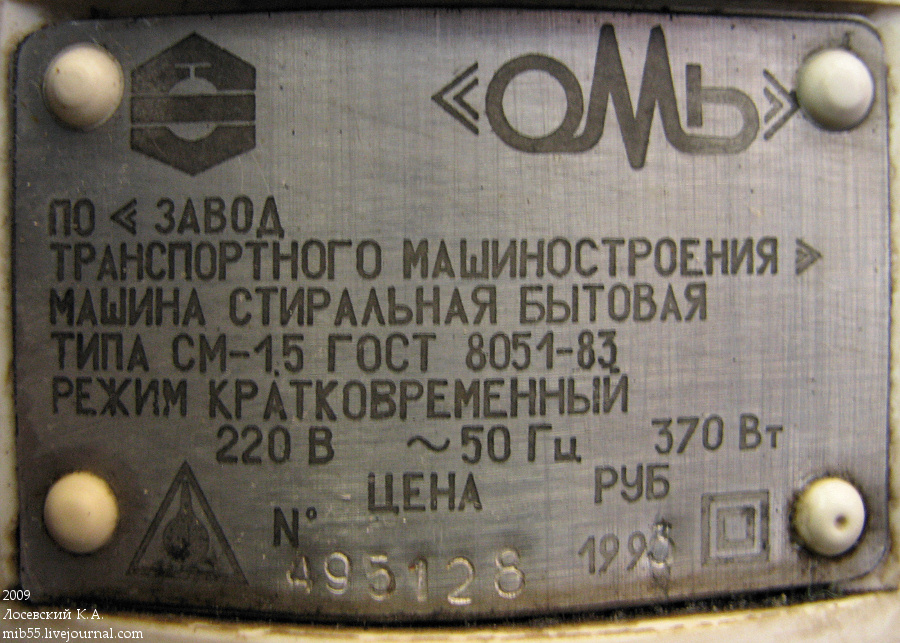 «ОМЬ»
ПО « ЗАВОД
ТРАНСПОРТНОГО МАШИНОСТРОЕНИЯ »
МАШИНА СТИРАЛЬНАЯ БЫТОВАЯ
ТИПА СМ-1,5 ГОСТ 8051-83
РЕЖИМ КРАТКОВРЕМЕННЫЙ
220 В ~50 Гц 370 Вт
ЦЕНА РУБ
N° 495128
2009
Лосевский К.А.
mib55.livejournal.com